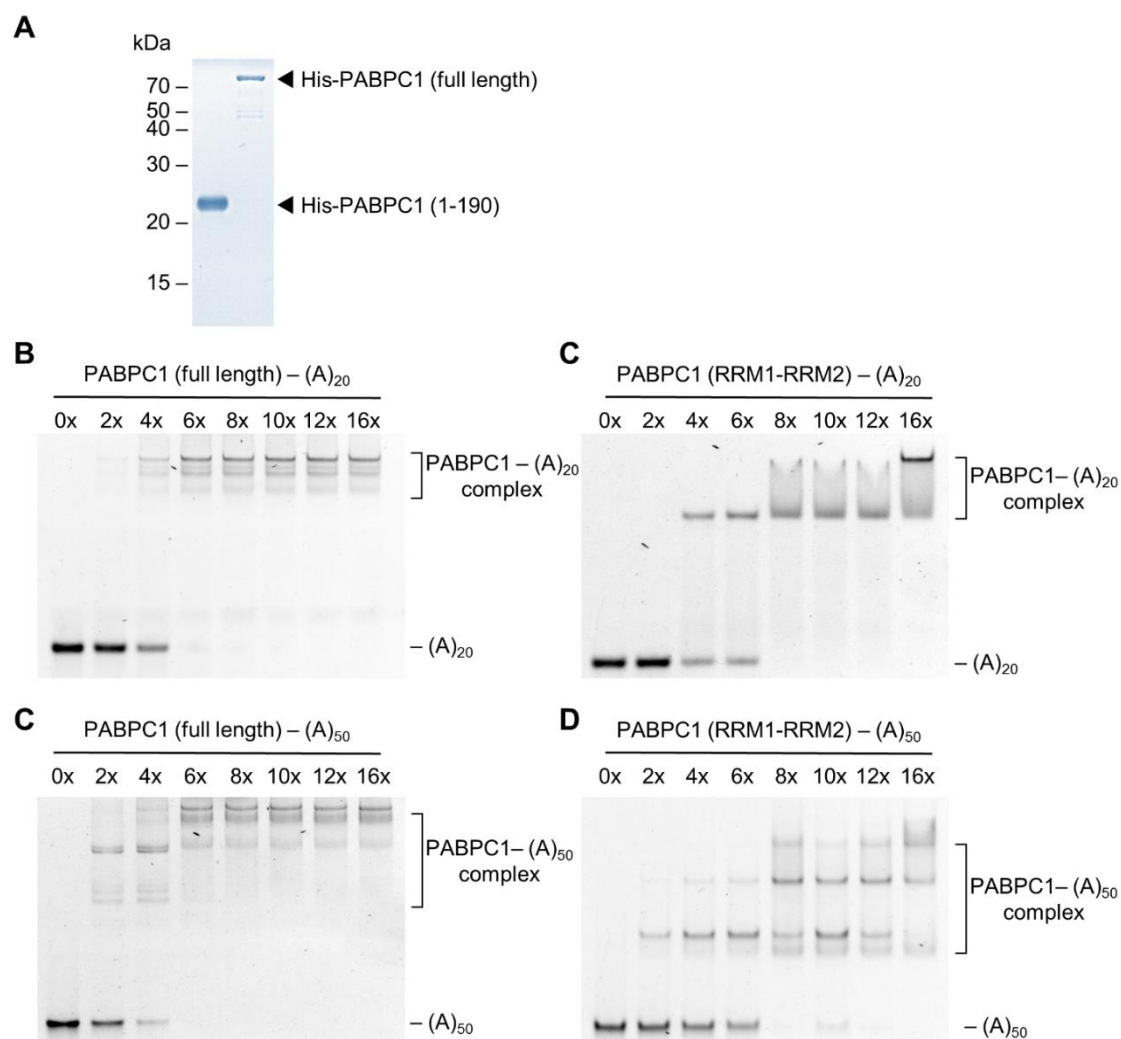 A
kDa
70 –
50 –
40 –
30 –
20 –
15 –
His-PABPC1 (full length)
His-PABPC1 (1-190)
B
PABPC1 (full length) – (A)20
0x 2x 4x 6x 8x 10x 12x 16x
PABPC1 – (A)20
complex
– (A)20
C
PABPC1 (RRM1-RRM2) – (A)20
0x 2x 4x 6x 8x 10x 12x 16x
PABPC1– (A)20
complex
– (A)20
C
PABPC1 (full length) – (A)50
0x 2x 4x 6x 8x 10x 12x 16x
PABPC1– (A)50
complex
– (A)50
D
PABPC1 (RRM1-RRM2) – (A)50
0x 2x 4x 6x 8x 10x 12x 16x
PABPC1– (A)50
complex
– (A)50